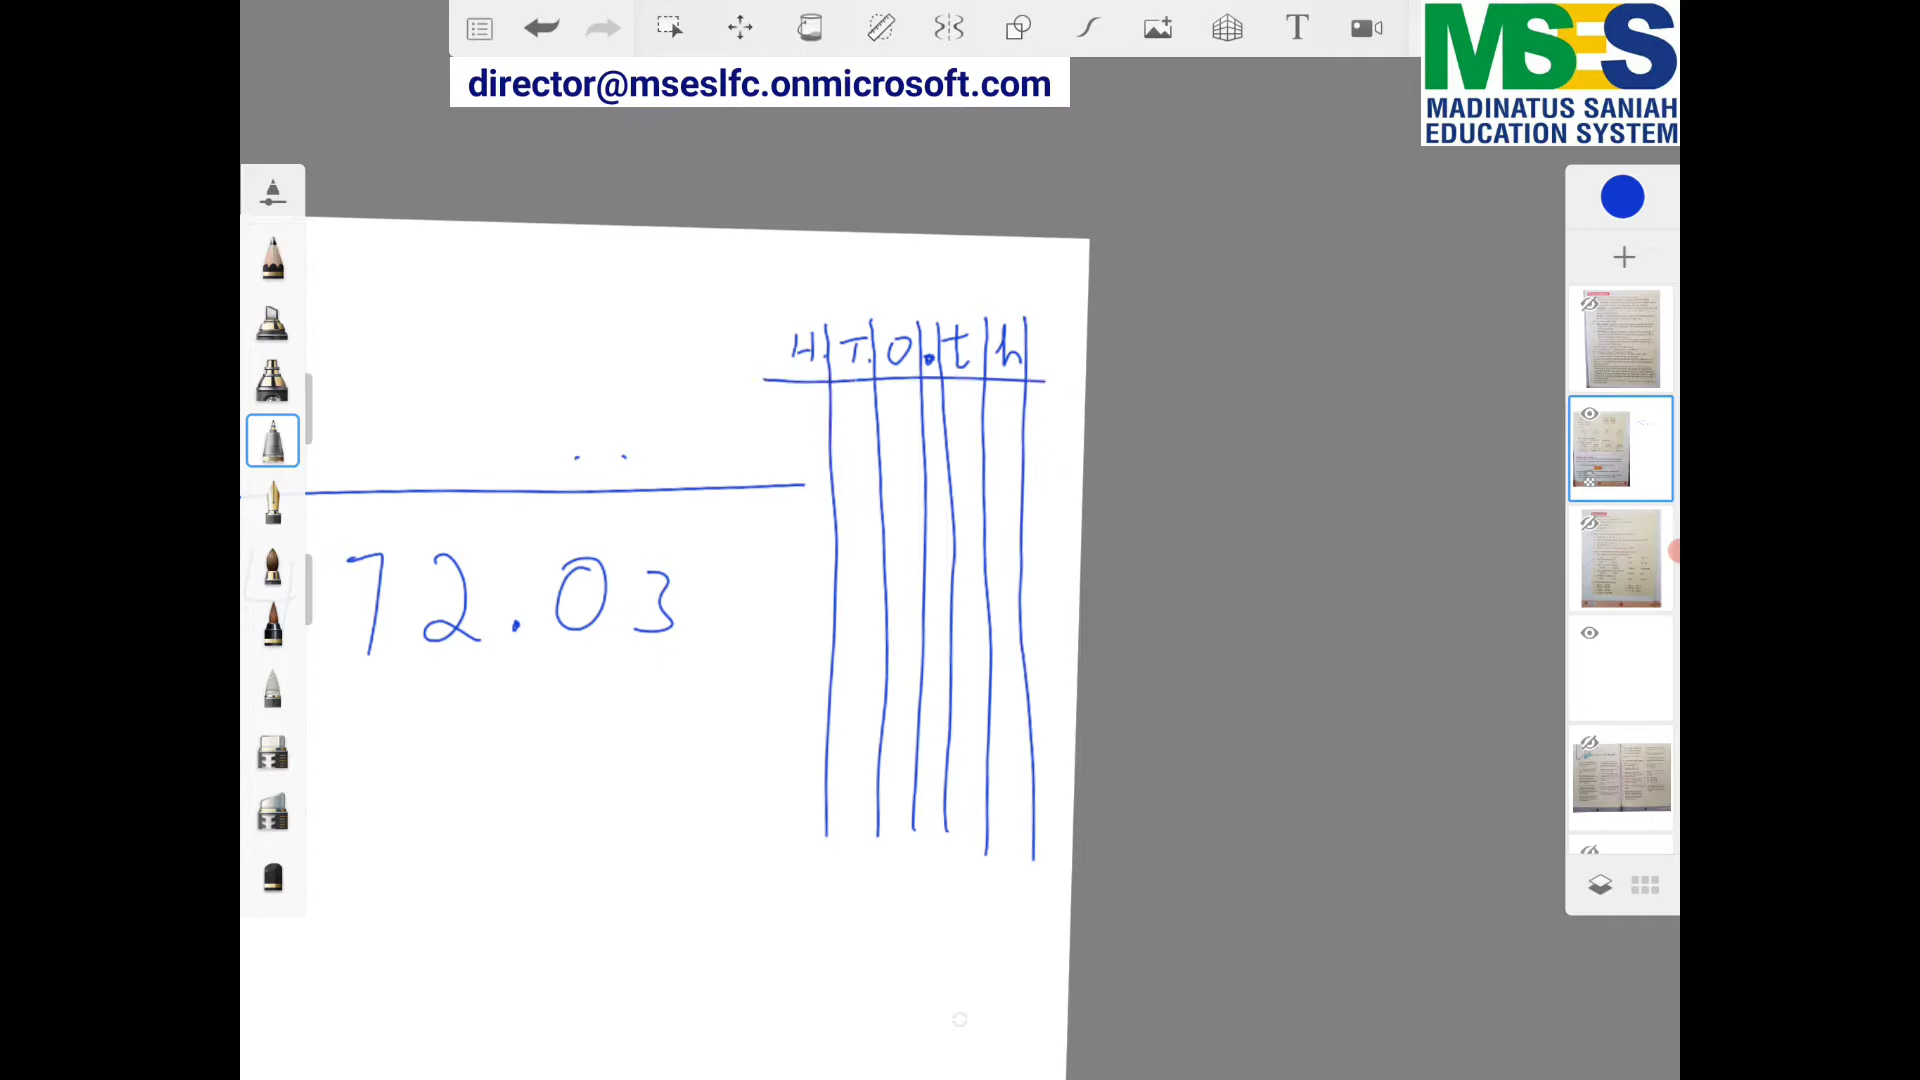 director@mseslfc.onmicrosoft.com
MSES
MADINATUS SANIAH
EDUCATION SYSTEM
H. T. O . t h
72.03